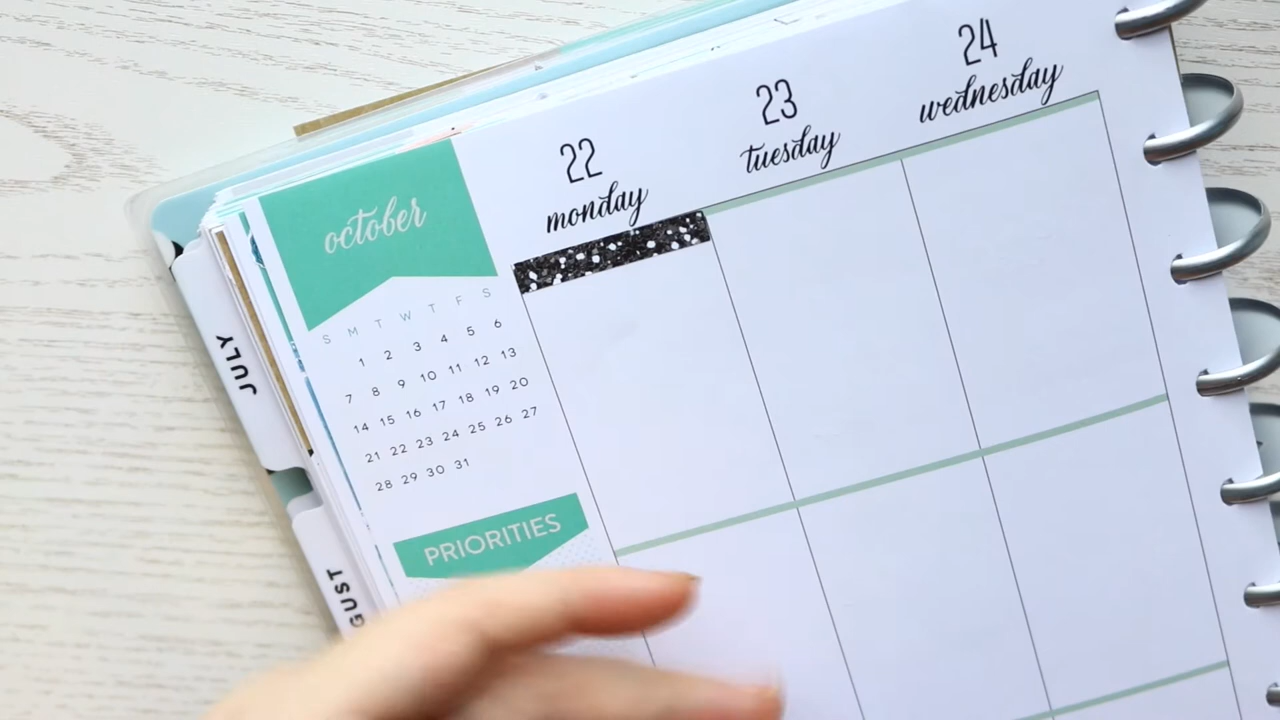 24
wednesday
23
tuesday
22
monday
october
S M T W T F S
1 2 3 4 5 6
7 8 9 10 11 12 13
14 15 16 17 18 19 20
21 22 23 24 25 26 27
28 29 30 31
PRIORITIES
JULY
GUST